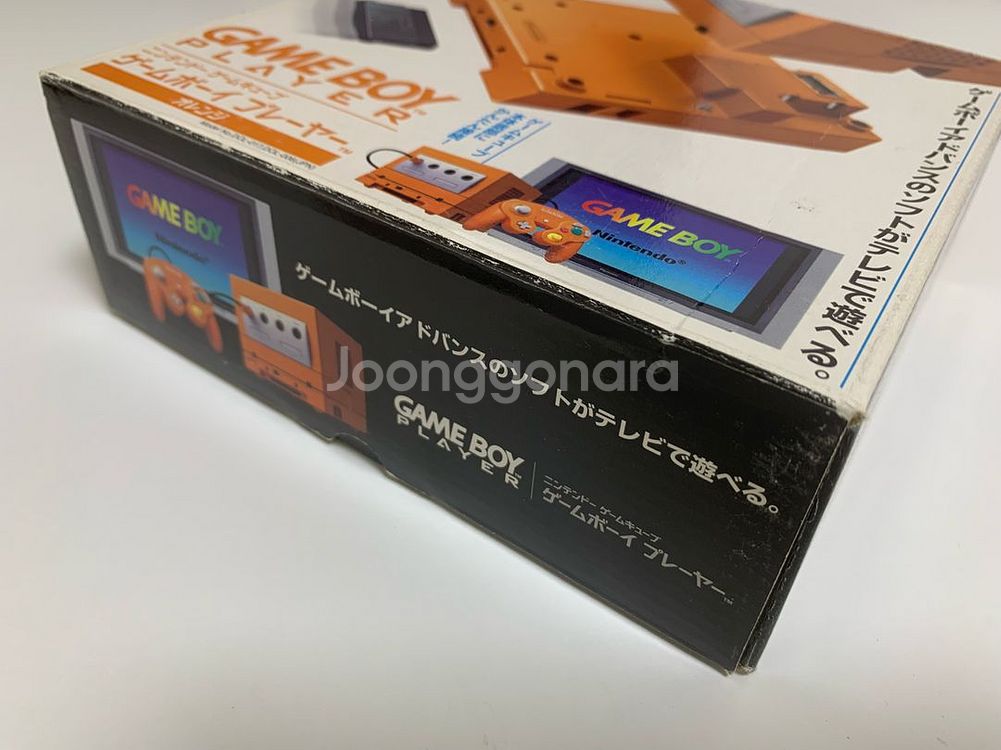 GAME BOY
PLAYER
ニンテンドー ゲームキューブ
ゲームボーイ プレーヤー™
オレンジ
GAME BOY
Nintendo®
ゲームボーイアドバンスのソフトがテレビで遊べる。
GAME BOY
Nintendo
ゲームボーイアドバンスのソフトがテレビで遊べる。
GAME BOY
PLAYER
ニンテンドー ゲームキューブ
ゲームボーイ プレーヤー™
Joonggonara